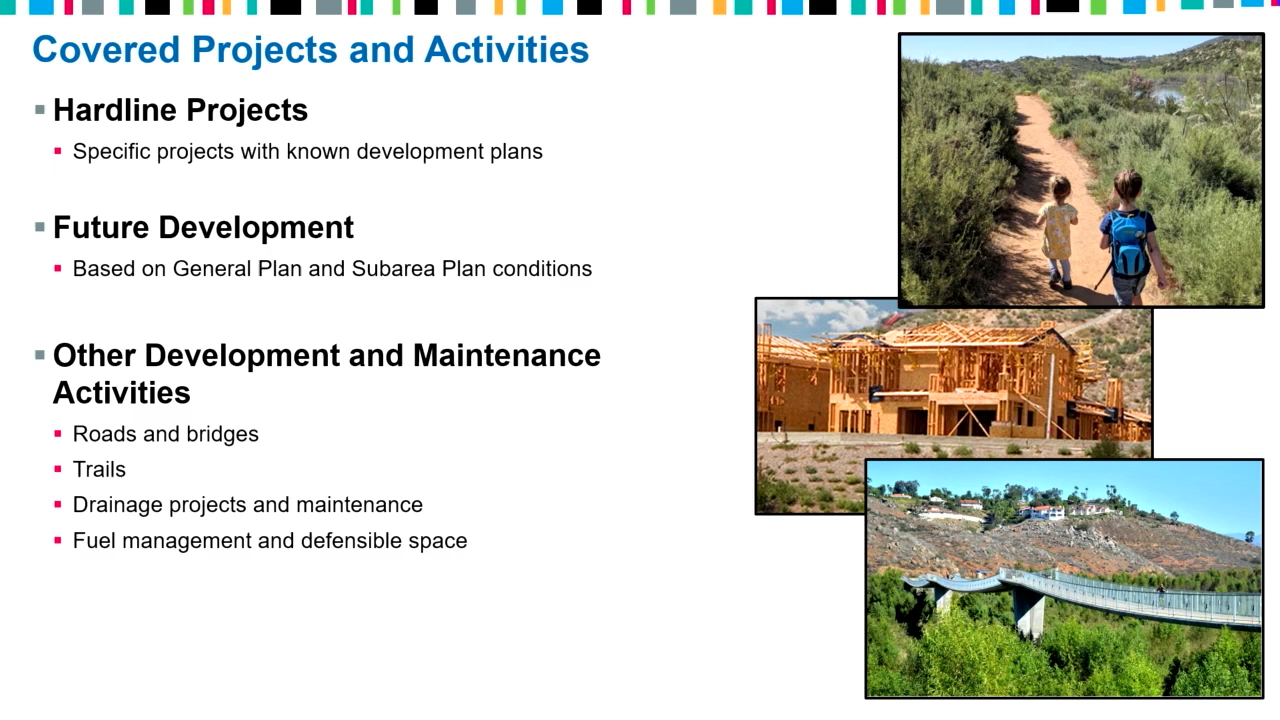 Covered Projects and Activities
Hardline Projects
Specific projects with known development plans
Future Development
Based on General Plan and Subarea Plan conditions
Other Development and Maintenance
Activities
Roads and bridges
Trails
Drainage projects and maintenance
Fuel management and defensible space